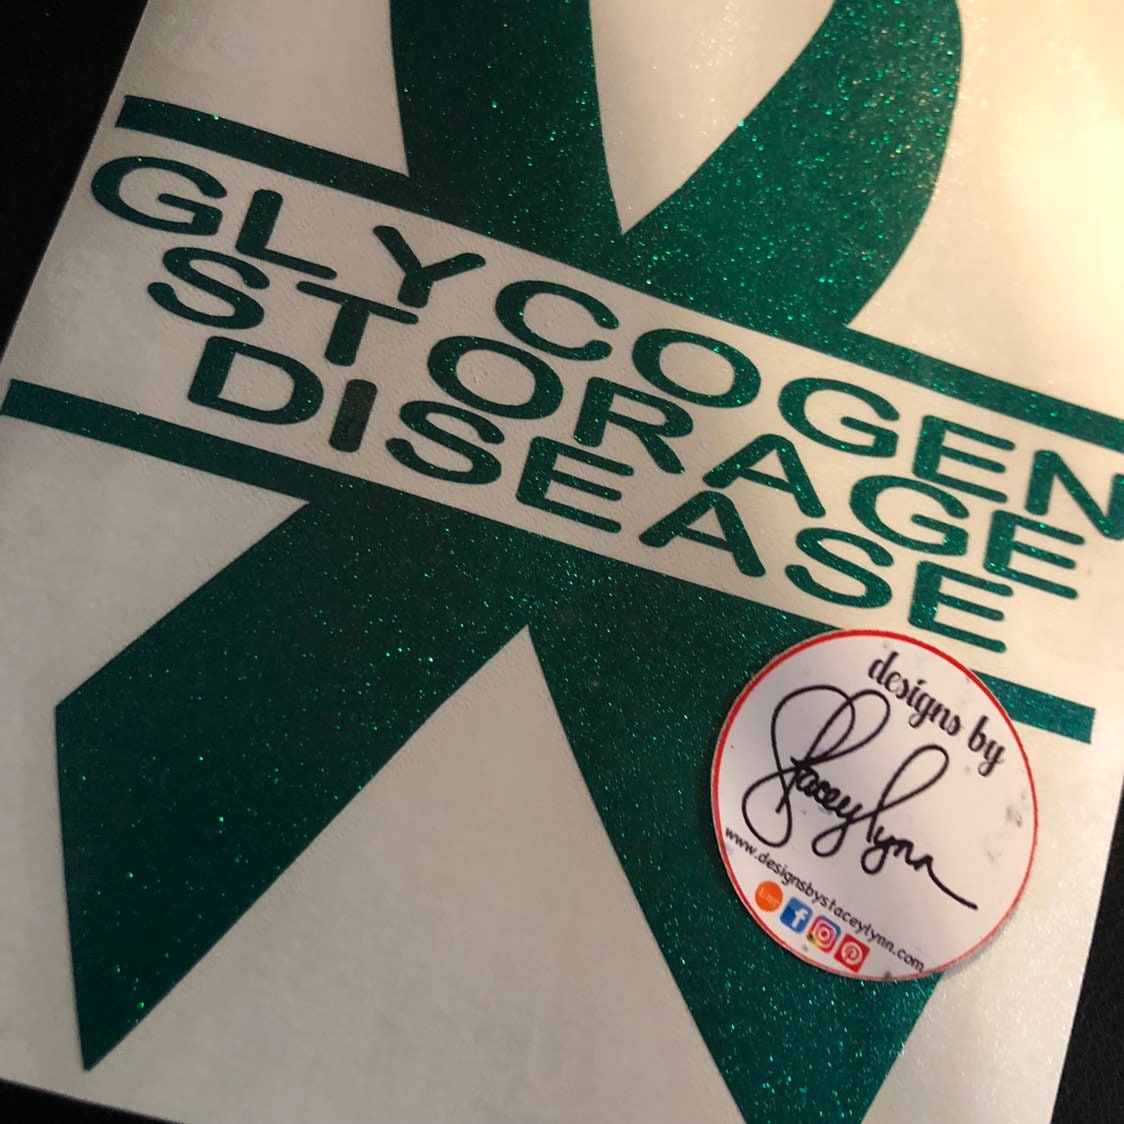 GLYCOGEN
STORAGE
DISEASE
designs by
Stacey lynn
www.designsbystaceylynn.com